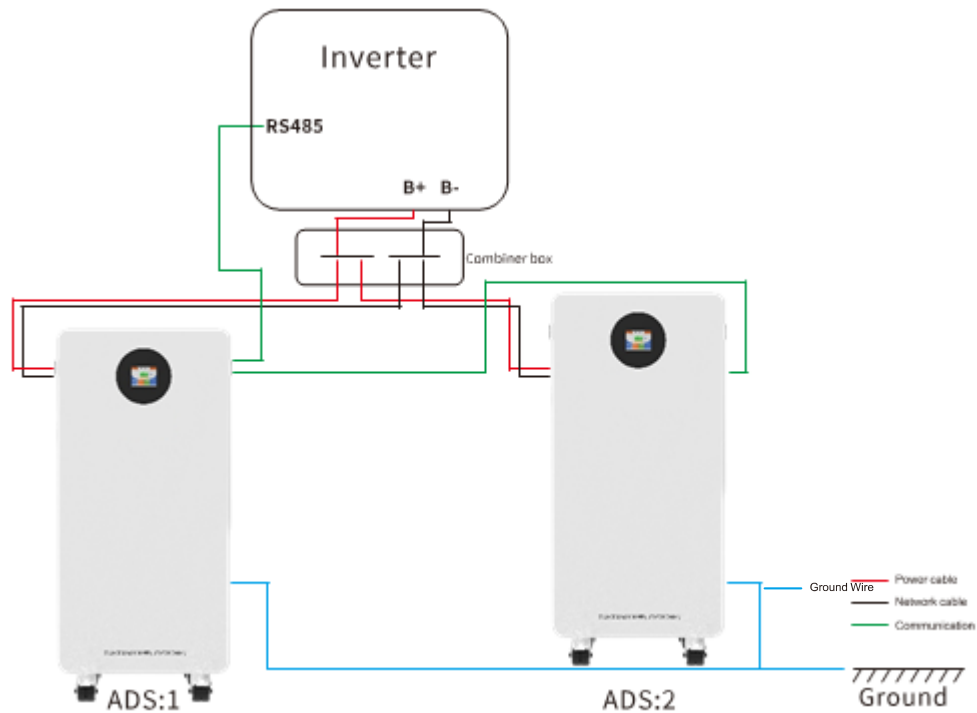 Inverter
RS485
B+ B-
Combiner box
Ground Wire
Power cable
Network cable
Communication
ADS:1
ADS:2
Ground